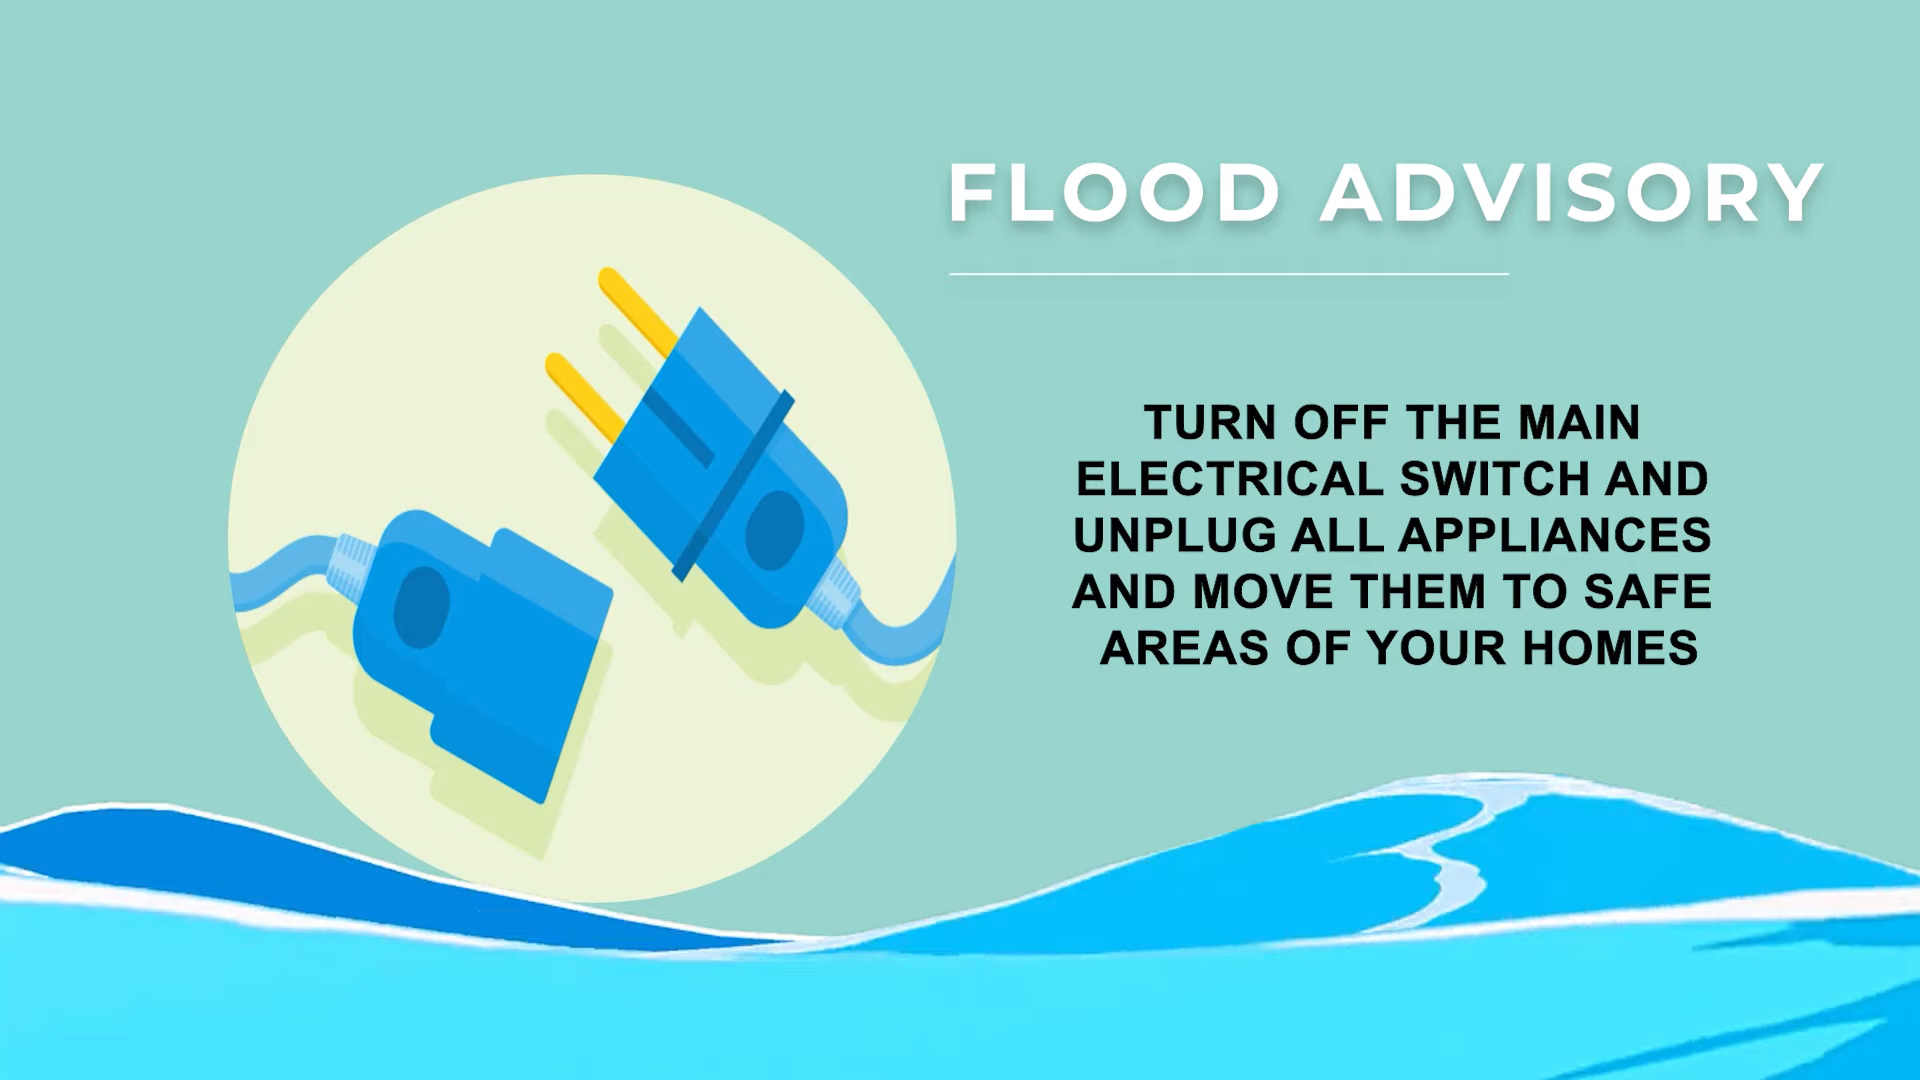 FLOOD ADVISORY
TURN OFF THE MAIN
ELECTRICAL SWITCH AND
UNPLUG ALL APPLIANCES
AND MOVE THEM TO SAFE
AREAS OF YOUR HOMES